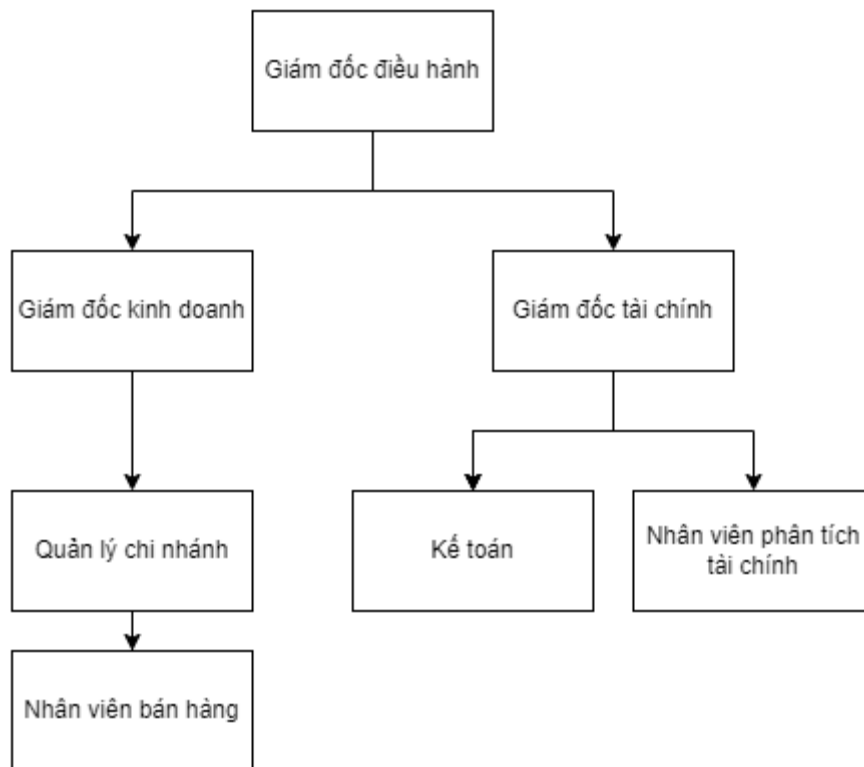 Giám đốc điều hành
Giám đốc kinh doanh
Giám đốc tài chính
Quản lý chi nhánh
Kế toán
Nhân viên phân tích
tài chính
Nhân viên bán hàng